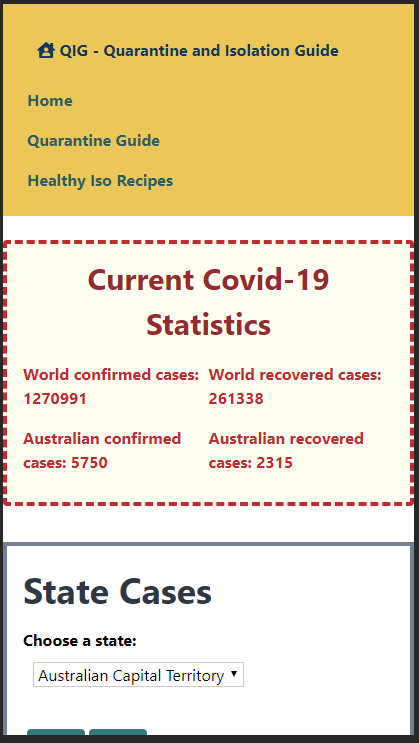 QIG - Quarantine and Isolation Guide
Home
Quarantine Guide
Healthy Iso Recipes
Current Covid-19
Statistics
World confirmed cases:
1270991
World recovered cases:
261338
Australian confirmed
cases: 5750
Australian recovered
cases: 2315
State Cases
Choose a state:
Australian Capital Territory